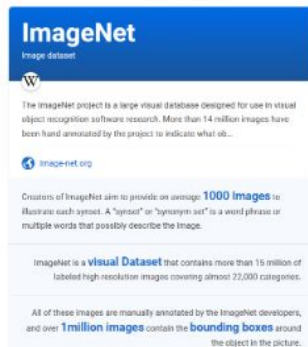 ImageNet
Image dataset
W
The ImageNet project is a large visual database designed for use in visual
object recognition software research. More than 14 million images have
been hand annotated by the project to indicate what ob...
image-net.org
Creators of ImageNet aim to provide on average 1000 images to
illustrate each synset. A "synset" or "synonym set" is a word phrase or
multiple words that possibly describe the image.
ImageNet is a visual Dataset that contains more than 15 million of
labeled high resolution images covering almost 22,000 categories.
All of these images are manually annotated by the ImageNet developers,
and over 1million images contain the bounding boxes around
the object in the picture.